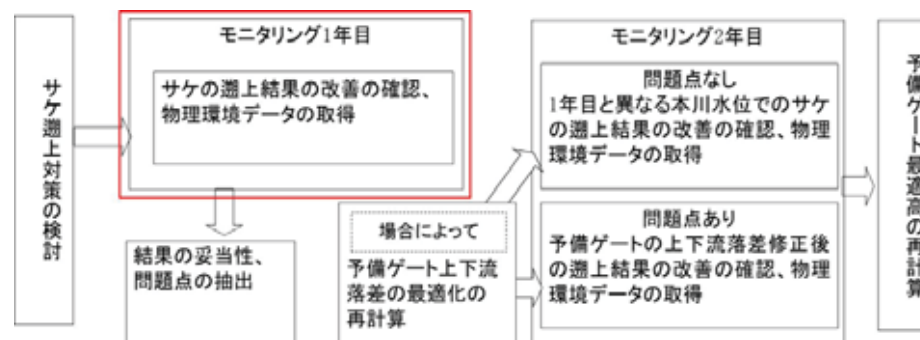 サケ遡上対策の検討
モニタリング1年目
サケの遡上結果の改善の確認、
物理環境データの取得
結果の妥当性、
問題点の抽出
場合によって
予備ゲート上下流
落差の最適化の
再計算
モニタリング2年目
問題点なし
1年目と異なる本川水位でのサケ
の遡上結果の改善の確認、物理
環境データの取得
問題点あり
予備ゲートの上下流落差修正後
の遡上結果の改善の確認、物理
環境データの取得
予備ゲート最適高の再計算